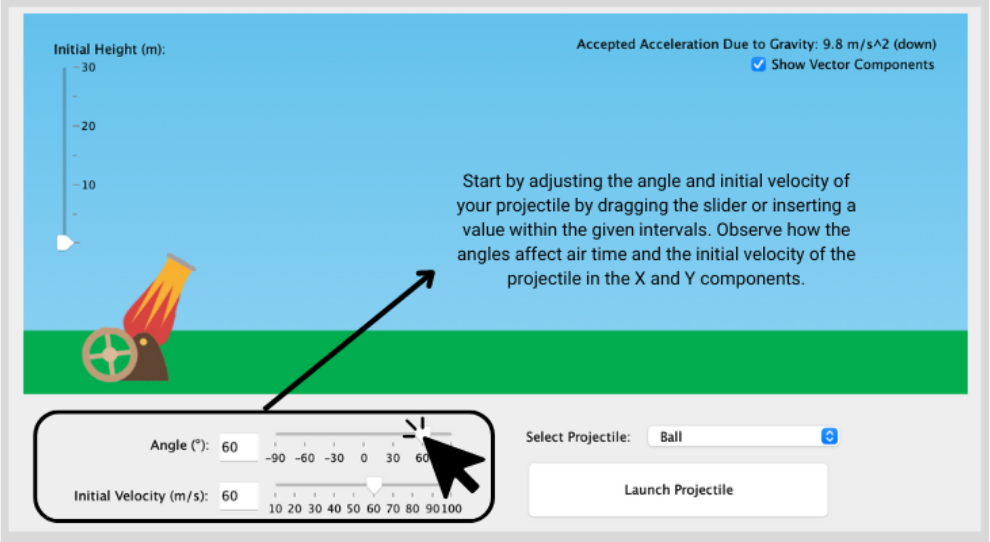 Initial Height (m):
30
20
10
Accepted Acceleration Due to Gravity: 9.8 m/s^2 (down)
Show Vector Components
Start by adjusting the angle and initial velocity of
your projectile by dragging the slider or inserting a
value within the given intervals. Observe how the
angles affect air time and the initial velocity of the
projectile in the X and Y components.
Angle (°): 60
-90 -60 -30 0 30
Initial Velocity (m/s): 60
10 20 30 40 50 60 70 80 90 100
Select Projectile: Ball
Launch Projectile